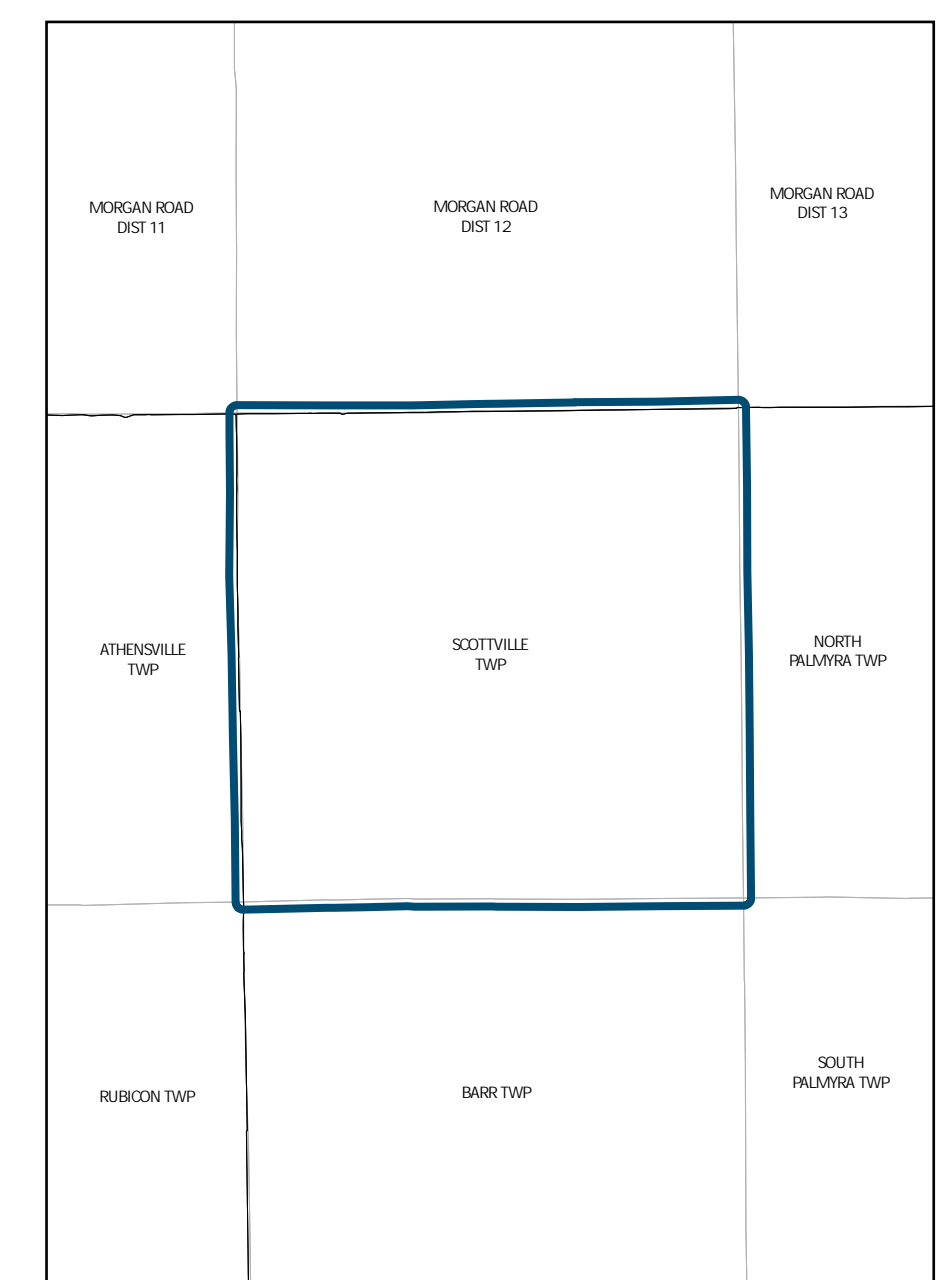 MORGAN ROAD
DIST 11
MORGAN ROAD
DIST 12
MORGAN ROAD
DIST 13
ATHENSVILLE
TWP
SCOTTVILLE
TWP
NORTH
PALMYRA TWP
RUBICON TWP
BARR TWP
SOUTH
PALMYRA TWP